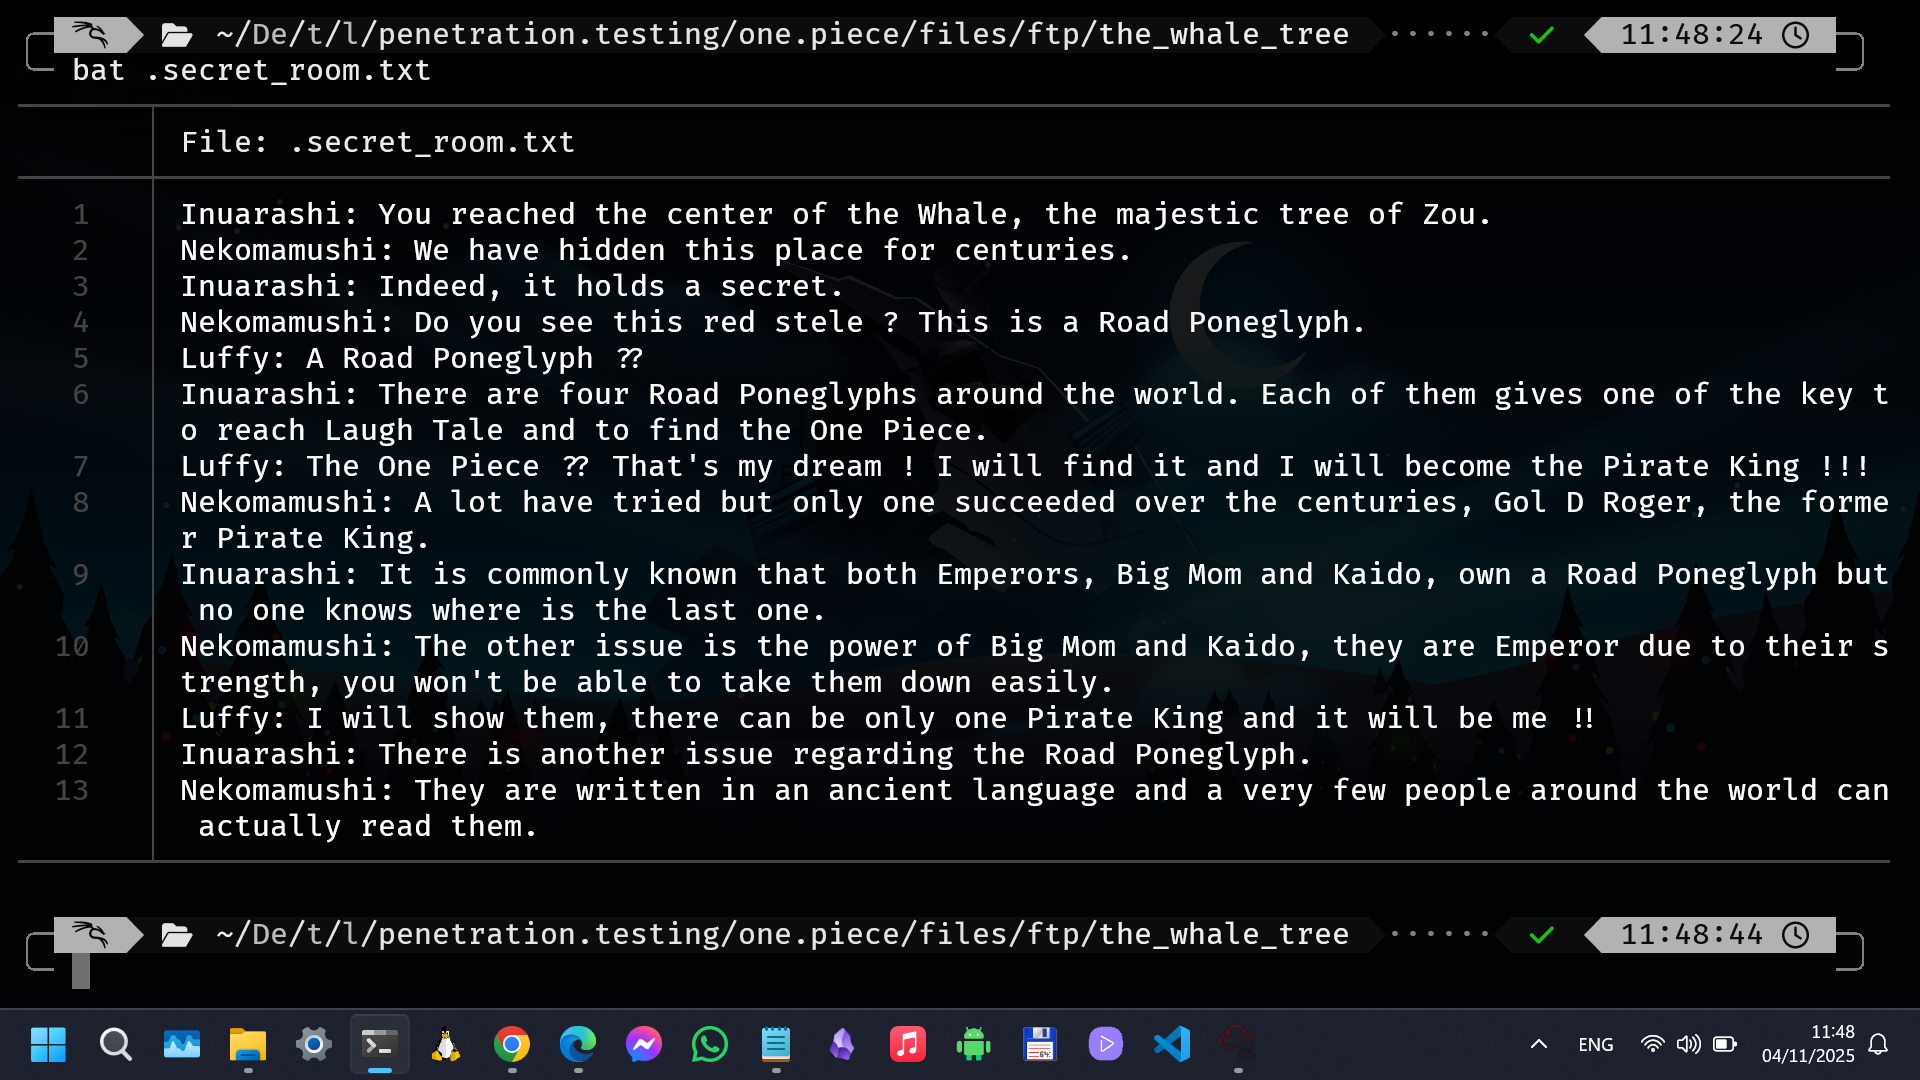 ~/De/t/l/penetration.testing/one.piece/files/ftp/the_whale_tree 11:48:24
bat .secret_room.txt
File: .secret_room.txt
1 Inuarashi: You reached the center of the Whale, the majestic tree of Zou.
2 Nekomamushi: We have hidden this place for centuries.
3 Inuarashi: Indeed, it holds a secret.
4 Nekomamushi: Do you see this red stele ? This is a Road Poneglyph.
5 Luffy: A Road Poneglyph ??
6 Inuarashi: There are four Road Poneglyphs around the world. Each of them gives one of the key t
o reach Laugh Tale and to find the One Piece.
7 Luffy: The One Piece ?? That's my dream ! I will find it and I will become the Pirate King !!!
8 Nekomamushi: A lot have tried but only one succeeded over the centuries, Gol D Roger, the forme
r Pirate King.
9 Inuarashi: It is commonly known that both Emperors, Big Mom and Kaido, own a Road Poneglyph but
no one knows where is the last one.
10 Nekomamushi: The other issue is the power of Big Mom and Kaido, they are Emperor due to their s
trength, you won't be able to take them down easily.
11 Luffy: I will show them, there can be only one Pirate King and it will be me !!
12 Inuarashi: There is another issue regarding the Road Poneglyph.
13 Nekomamushi: They are written in an ancient language and a very few people around the world can
actually read them.
~/De/t/l/penetration.testing/one.piece/files/ftp/the_whale_tree 11:48:44
ENG
11:48
04/11/2025